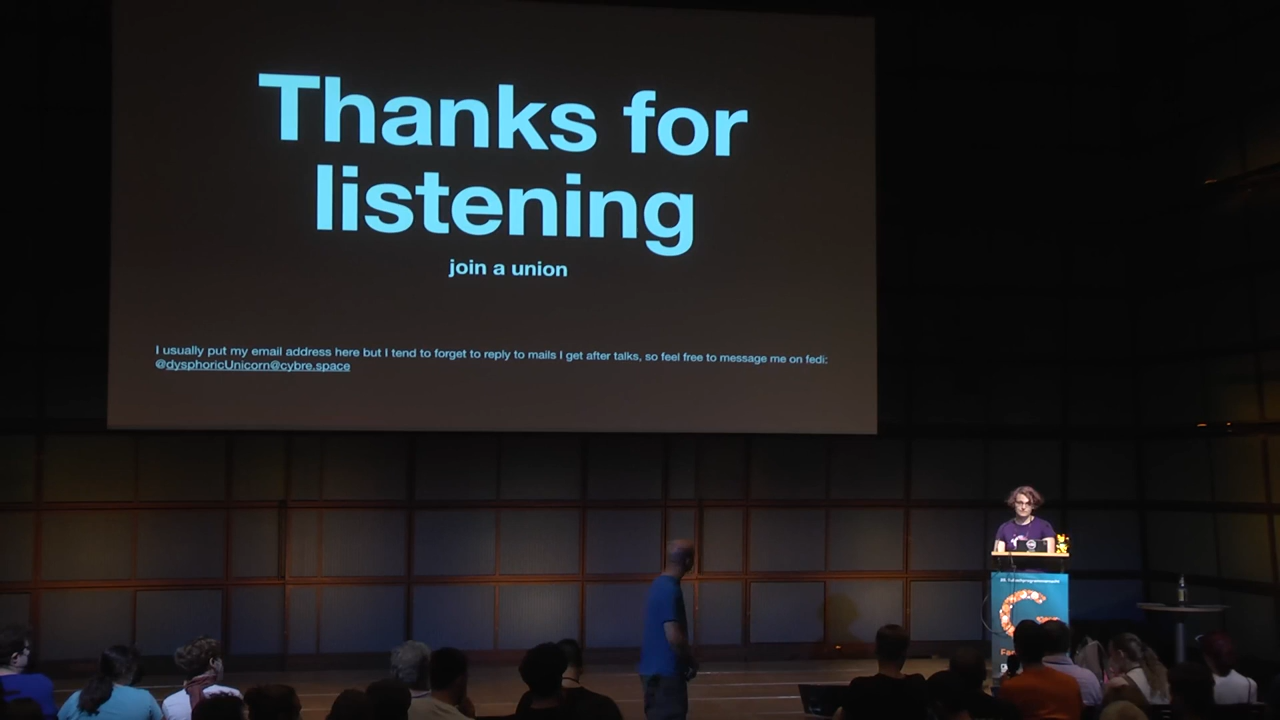 Thanks for
listening
join a union
I usually put my email address here but I tend to forget to reply to mails I get after talks, so feel free to message me on fedi:
@dysphoricUnicorn@cybre.space